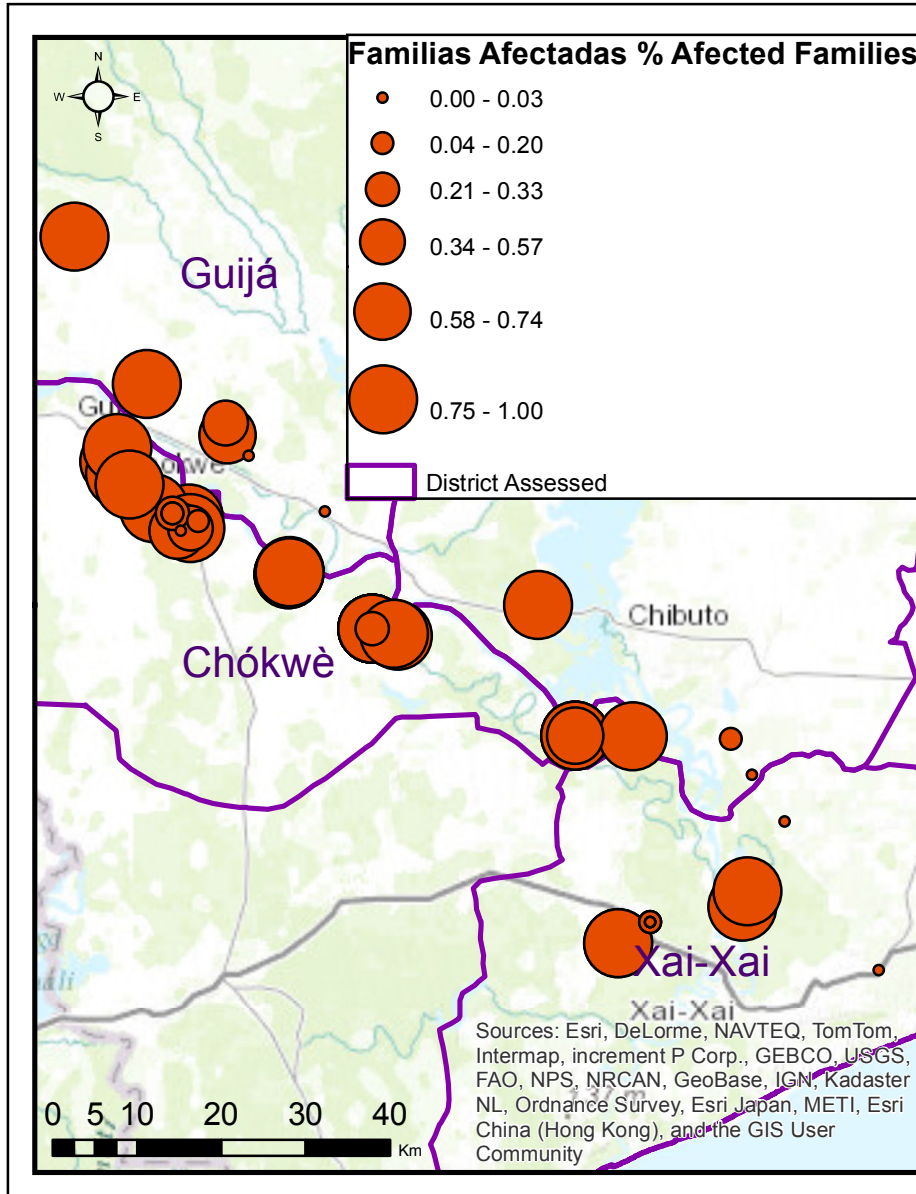 Familias Afectadas % Afected Families
0.00 - 0.03
0.04 - 0.20
0.21 - 0.33
0.34 - 0.57
0.58 - 0.74
0.75 - 1.00
District Assessed
N
W E
S
Guijá
Chibuto
Chókwè
Xai-Xai
Xai-Xai
Sources: Esri, DeLorme, NAVTEQ, TomTom,
Intermap, increment P Corp., GEBCO, USGS,
FAO, NPS, NRCAN, GeoBase, IGN, Kadaster
NL, Ordnance Survey, Esri Japan, METI, Esri
China (Hong Kong), and the GIS User
Community
0 5 10 20 30 40
Km